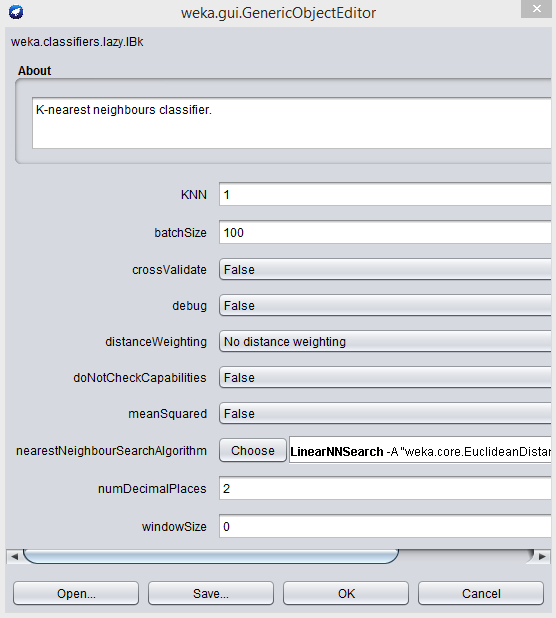 weka.gui.GenericObjectEditor
weka.classifiers.lazy.IBk
About
K-nearest neighbours classifier.
KNN 1
batchSize 100
crossValidate False
debug False
distanceWeighting No distance weighting
doNotCheckCapabilities False
meanSquared False
nearestNeighbourSearchAlgorithm Choose LinearNNSearch -A "weka.core.EuclideanDistan
numDecimalPlaces 2
windowSize 0
Open... Save... OK Cancel